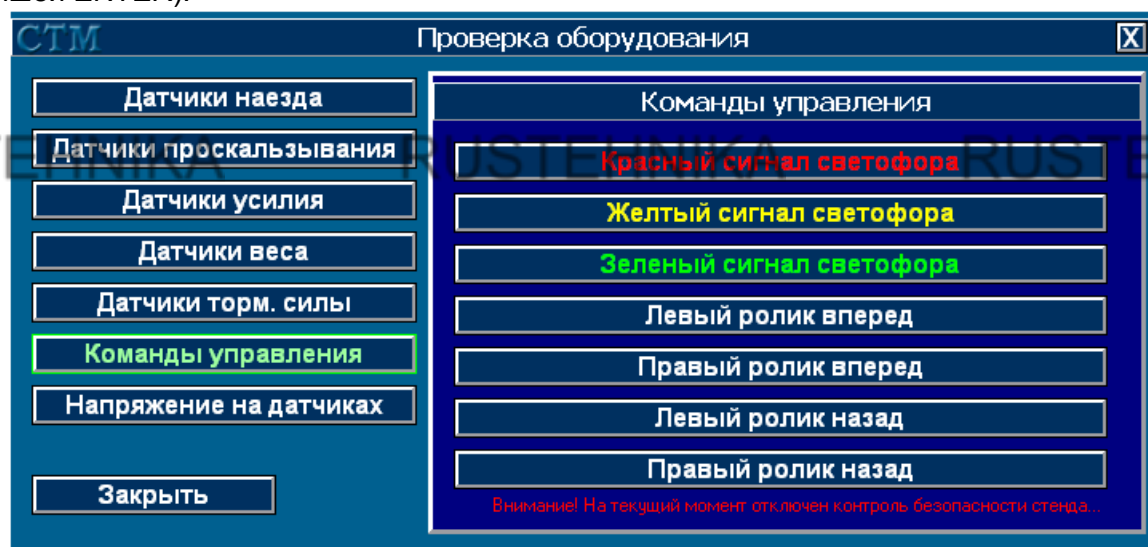 СТМ
Проверка оборудования
X
Датчики наезда
Датчики проскальзывания
Датчики усилия
Датчики веса
Датчики торм. силы
Команды управления
Напряжение на датчиках
Закрыть
Команды управления
Красный сигнал светофора
Желтый сигнал светофора
Зеленый сигнал светофора
Левый ролик вперед
Правый ролик вперед
Левый ролик назад
Правый ролик назад
Внимание! На текущий момент отключен контроль безопасности стенда...
RUSTEHNIKA